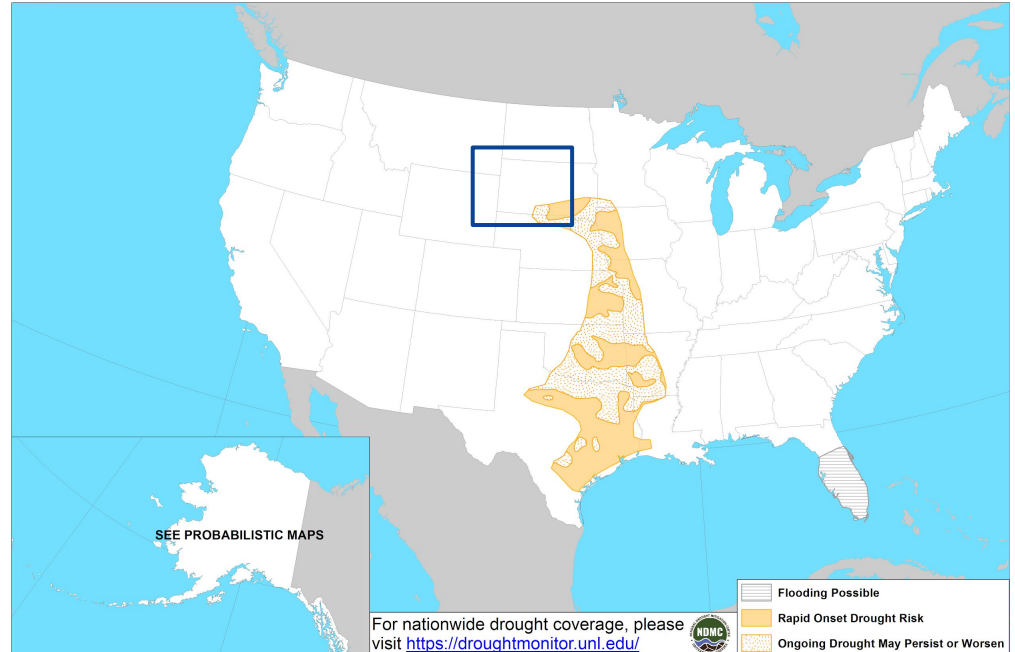 SEE PROBABILISTIC MAPS
For nationwide drought coverage, please
visit https://droughtmonitor.unl.edu/
NDMC
Flooding Possible
Rapid Onset Drought Risk
Ongoing Drought May Persist or Worsen